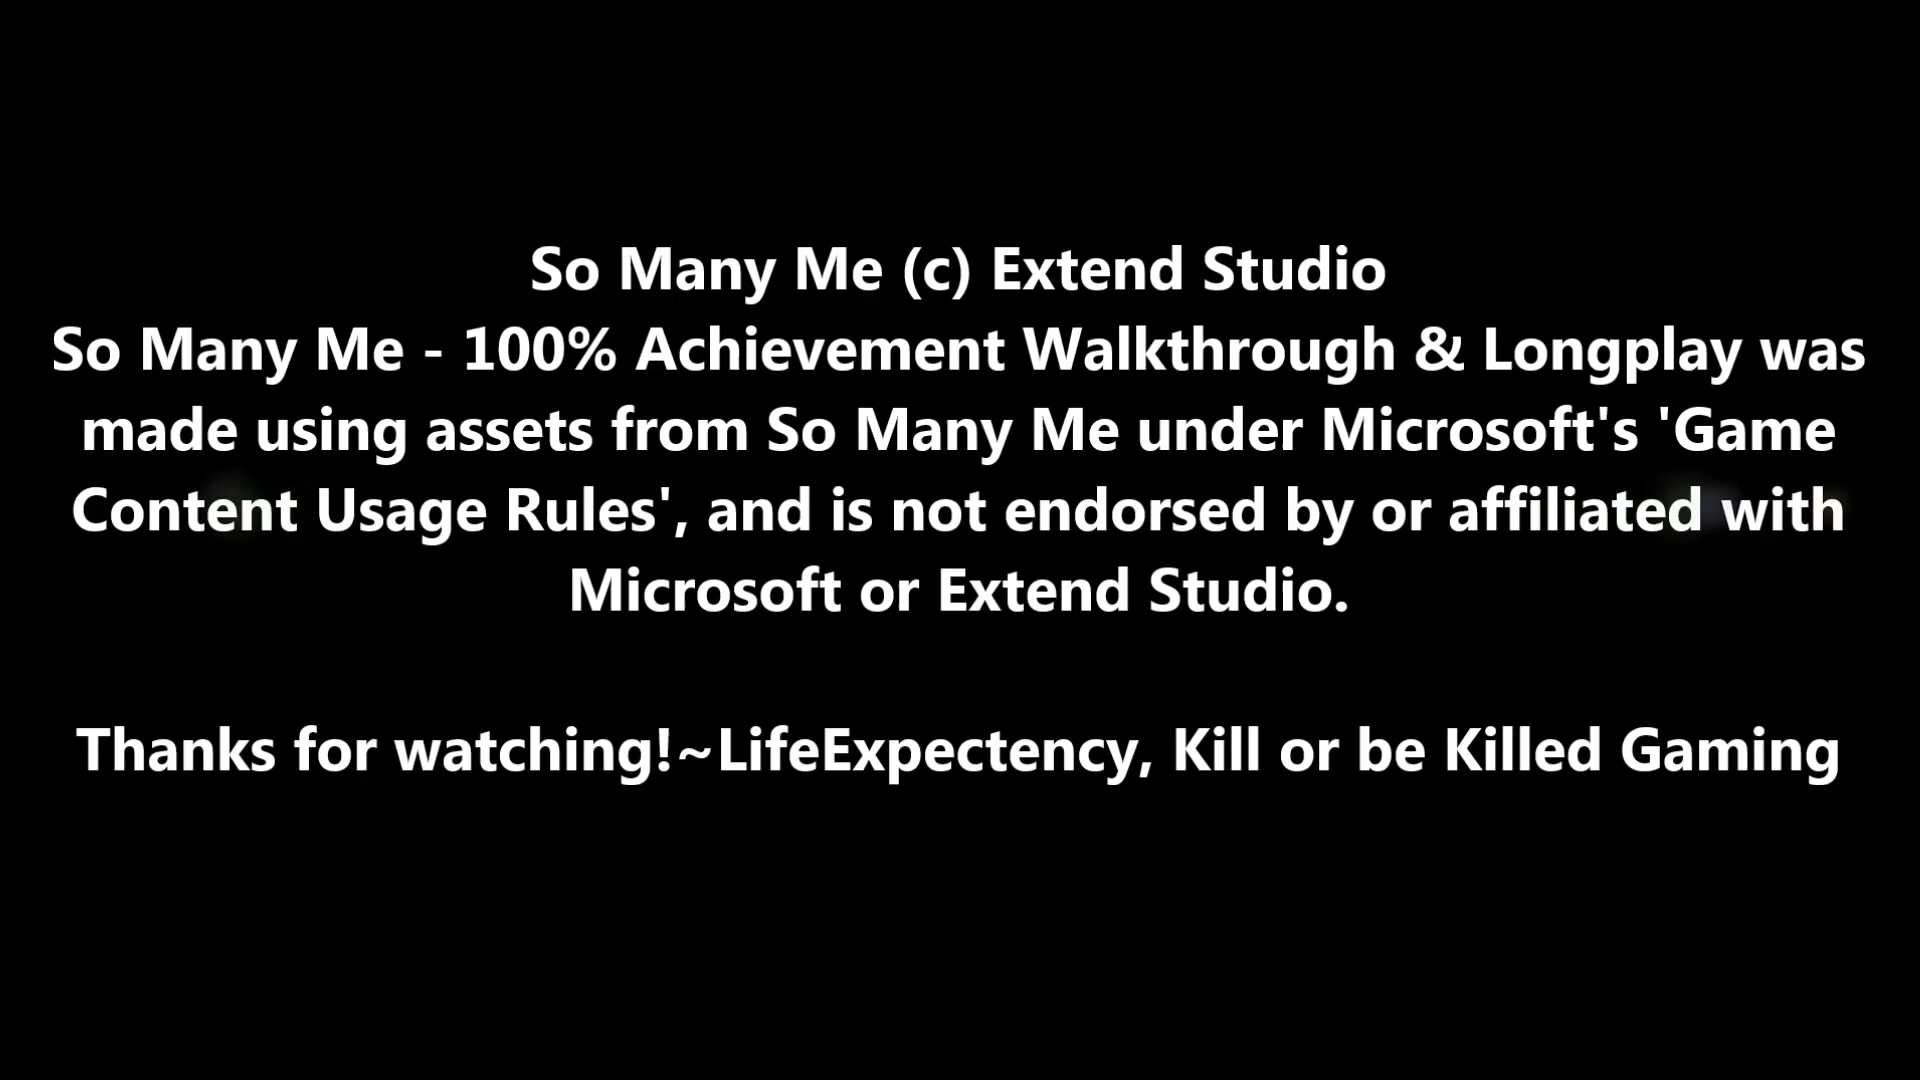 So Many Me (c) Extend Studio
So Many Me - 100% Achievement Walkthrough & Longplay was
made using assets from So Many Me under Microsoft's 'Game
Content Usage Rules', and is not endorsed by or affiliated with
Microsoft or Extend Studio.
Thanks for watching!~LifeExpectency, Kill or be Killed Gaming